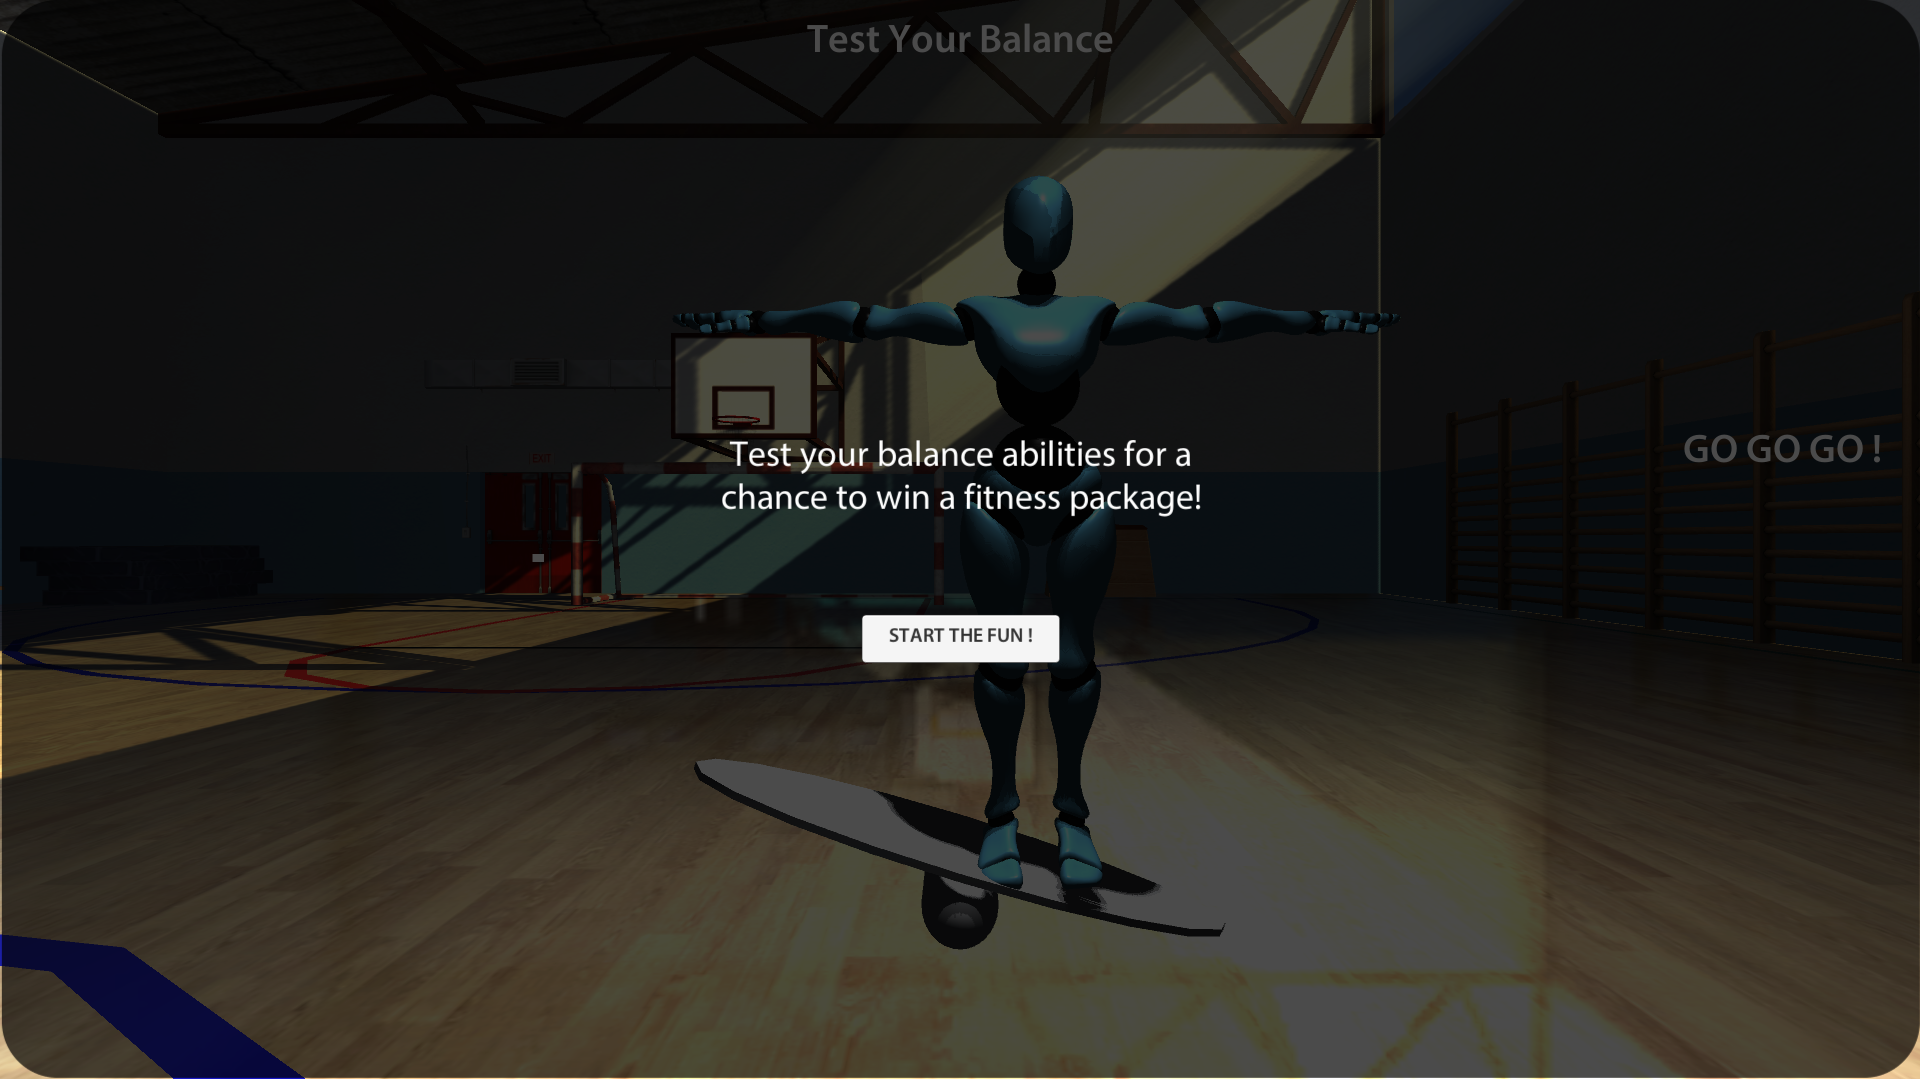 Test Your Balance
GO GO GO !
EXIT
Test your balance abilities for a
chance to win a fitness package!
START THE FUN !